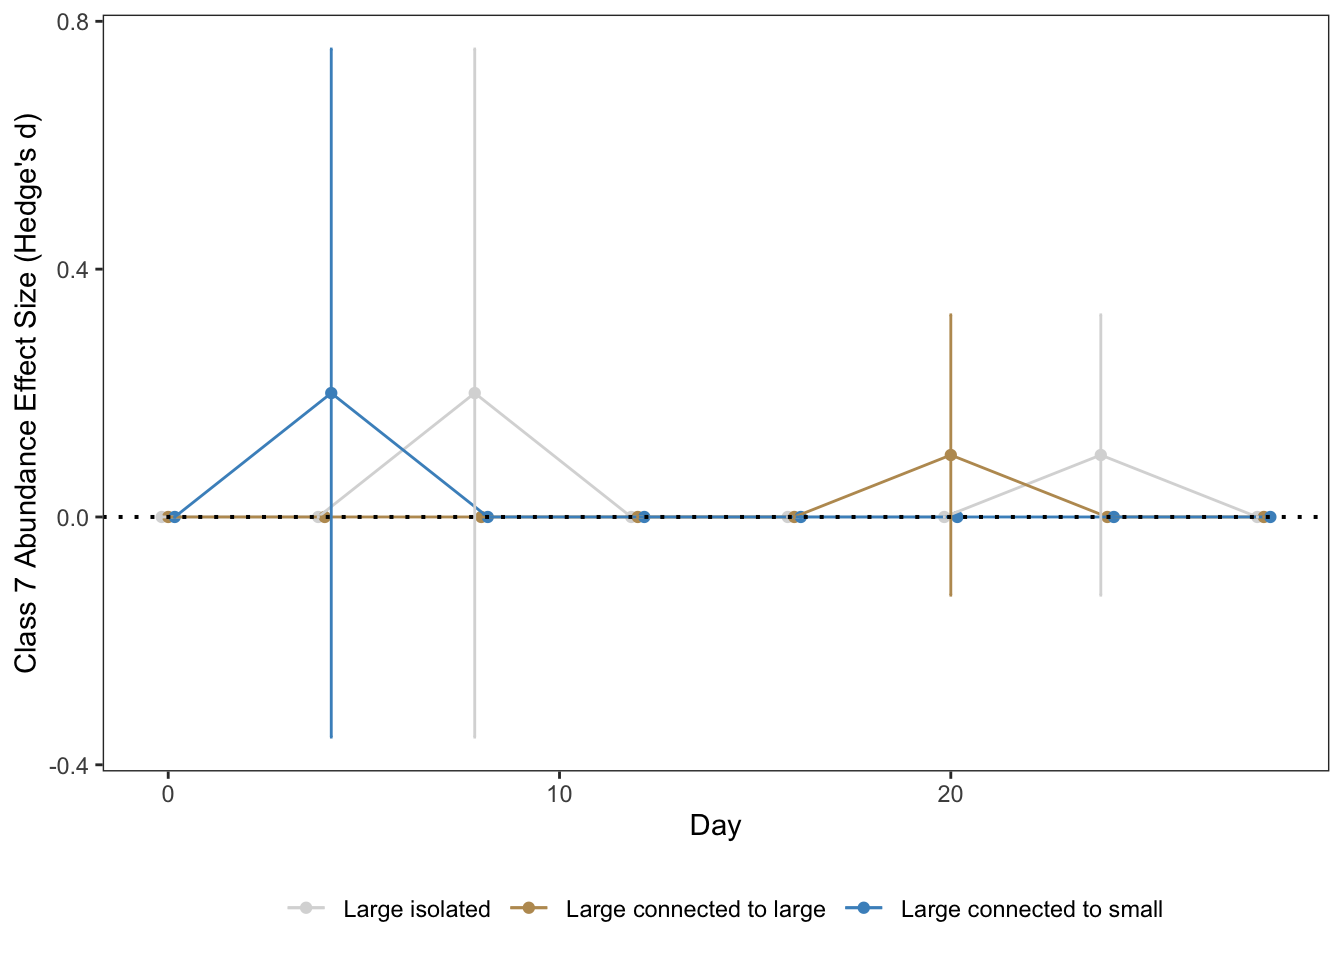 0.8
0.4
0.0
-0.4
Class 7 Abundance Effect Size (Hedge's d)
0 10 20
Day
Large isolated Large connected to large Large connected to small